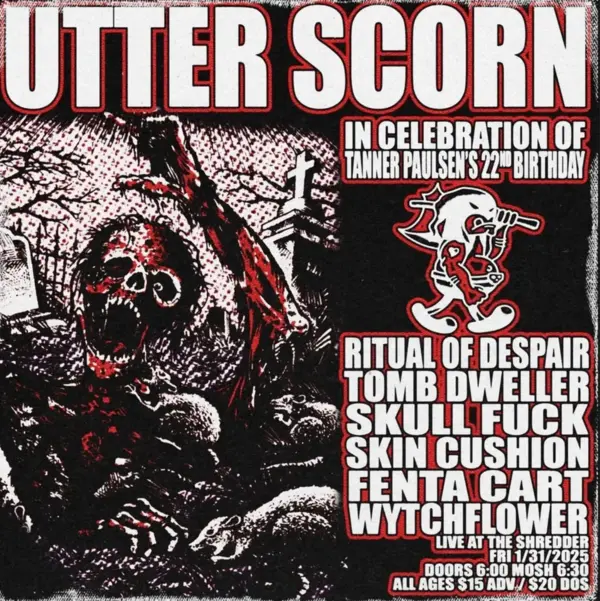 UTTER SCORN
IN CELEBRATION OF
TANNER PAULSEN'S 22ND BIRTHDAY
RITUAL OF DESPAIR
TOMB DWELLER
SKULL FUCK
SKIN CUSHION
FENTA CART
WYTCHFLOWER
LIVE AT THE SHREDDER
FRI 1/31/2025
DOORS 6:00 MOSH 6:30
ALL AGES $15 ADV / $20 DOS